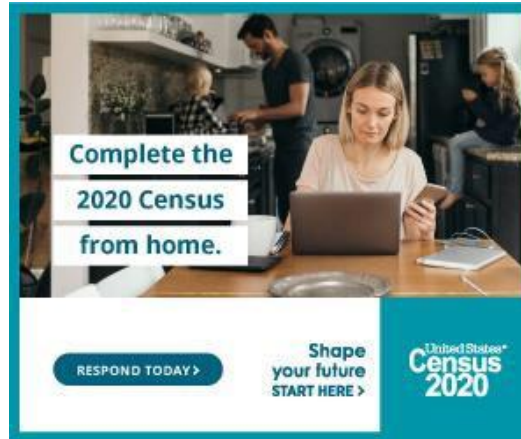 Complete the
2020 Census
from home.
RESPOND TODAY >
Shape
your future
START HERE >
United States®
Census
2020